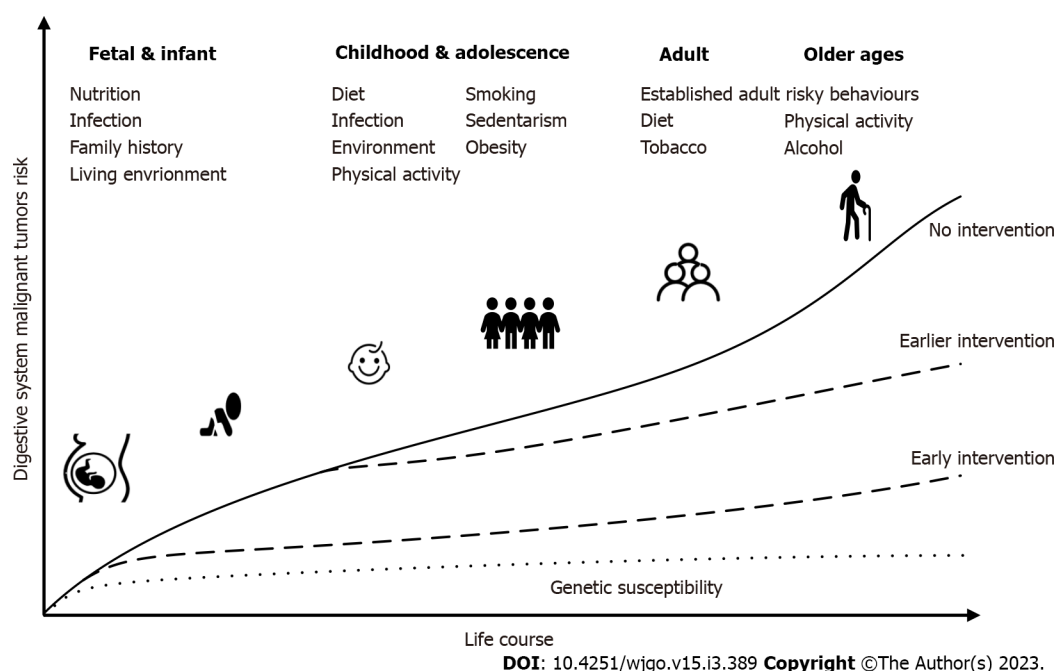 Fetal & infant
Nutrition
Infection
Family history
Living envrionment
Childhood & adolescence
Diet
Infection
Environment
Physical activity
Smoking
Sedentarism
Obesity
Adult
Older ages
Established adult risky behaviours
Diet
Tobacco
Physical activity
Alcohol
Digestive system malignant tumors risk
No intervention
Earlier intervention
Early intervention
Genetic susceptibility
Life course
DOI: 10.4251/wjgo.v15.i3.389 Copyright ©The Author(s) 2023.